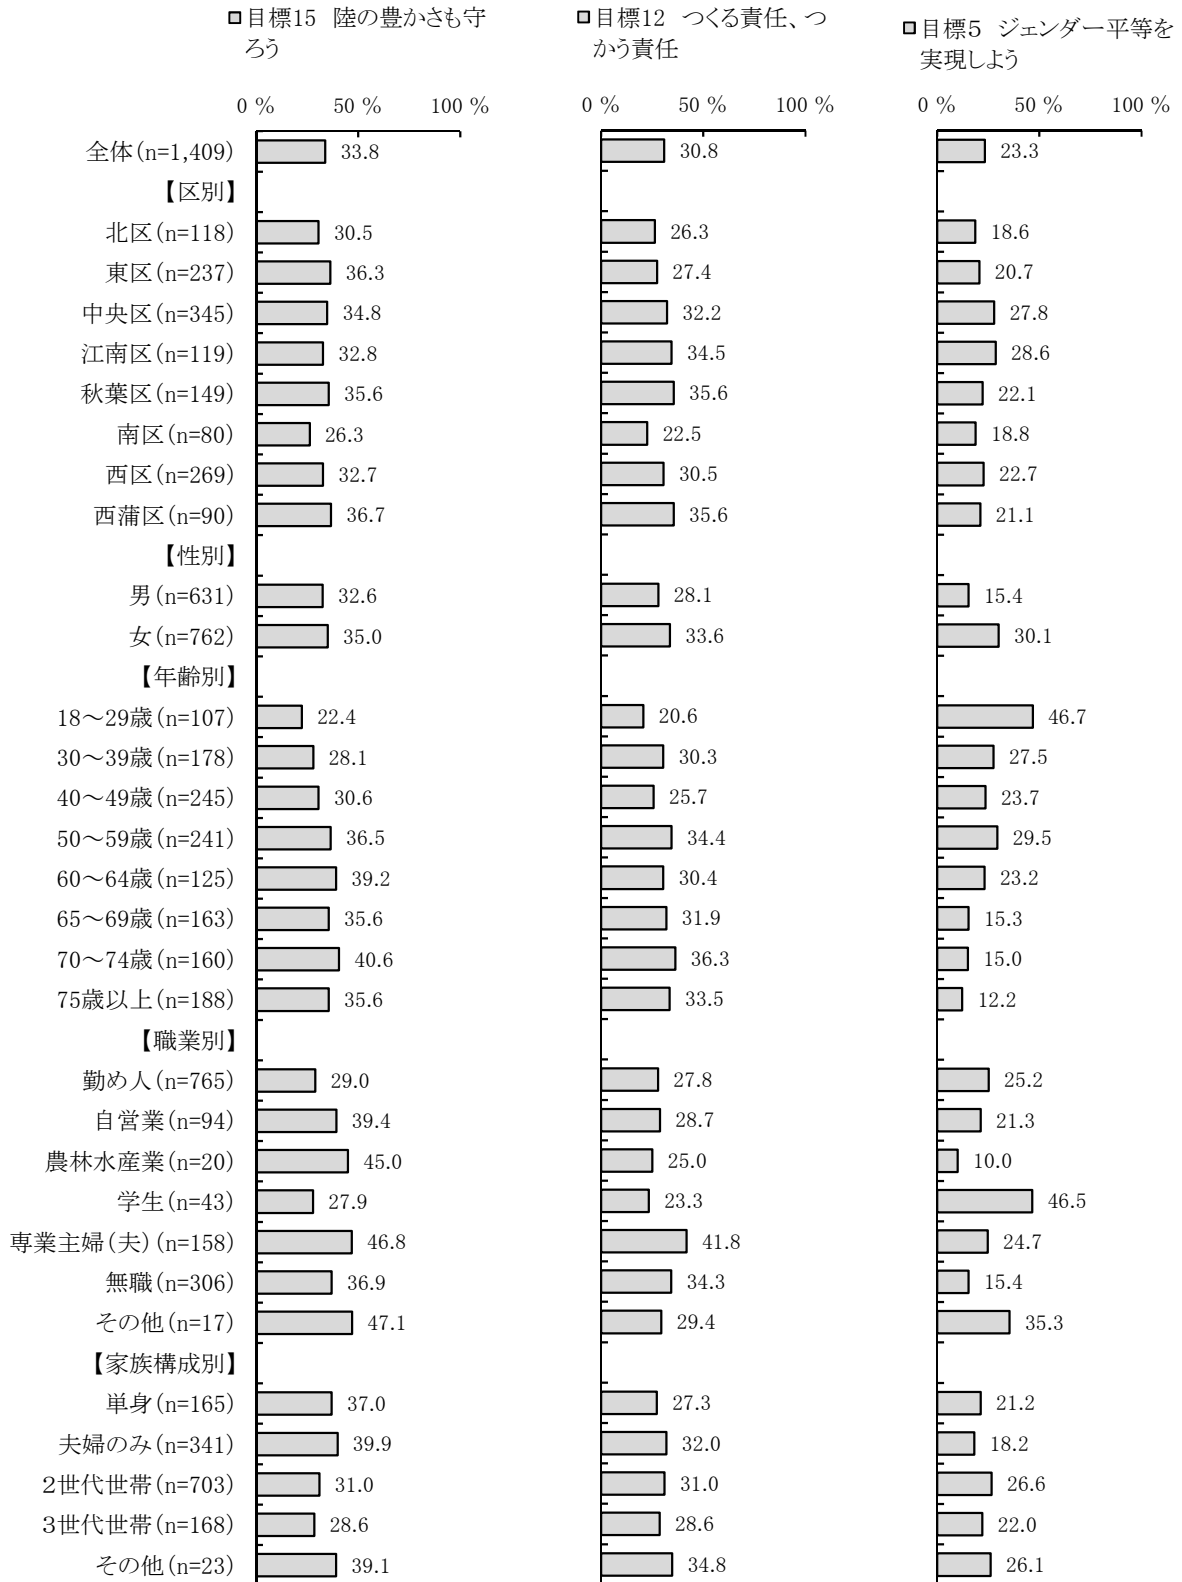 目標15 陸の豊かさも守
ろう
目標12 つくる責任、つ
かう責任
目標5 ジェンダー平等を
実現しよう
0 % 50 % 100 % 0 % 50 % 100 % 0 % 50 % 100 %
全体(n=1,409) 33.8 30.8 23.3
【区別】
北区(n=118) 30.5 26.3 18.6
東区(n=237) 36.3 27.4 20.7
中央区(n=345) 34.8 32.2 27.8
江南区(n=119) 32.8 34.5 28.6
秋葉区(n=149) 35.6 35.6 22.1
南区(n=80) 26.3 22.5 18.8
西区(n=269) 32.7 30.5 22.7
西蒲区(n=90) 36.7 35.6 21.1
【性別】
男(n=631) 32.6 28.1 15.4
女(n=762) 35.0 33.6 30.1
【年齢別】
18～29歳(n=107) 22.4 20.6 46.7
30～39歳(n=178) 28.1 30.3 27.5
40～49歳(n=245) 30.6 25.7 23.7
50～59歳(n=241) 36.5 34.4 29.5
60～64歳(n=125) 39.2 30.4 23.2
65～69歳(n=163) 35.6 31.9 15.3
70～74歳(n=160) 40.6 36.3 15.0
75歳以上(n=188) 35.6 33.5 12.2
【職業別】
勤め人(n=765) 29.0 27.8 25.2
自営業(n=94) 39.4 28.7 21.3
農林水産業(n=20) 45.0 25.0 10.0
学生(n=43) 27.9 23.3 46.5
専業主婦(夫)(n=158) 46.8 41.8 24.7
無職(n=306) 36.9 34.3 15.4
その他(n=17) 47.1 29.4 35.3
【家族構成別】
単身(n=165) 37.0 27.3 21.2
夫婦のみ(n=341) 39.9 32.0 18.2
2世代世帯(n=703) 31.0 31.0 26.6
3世代世帯(n=168) 28.6 28.6 22.0
その他(n=23) 39.1 34.8 26.1